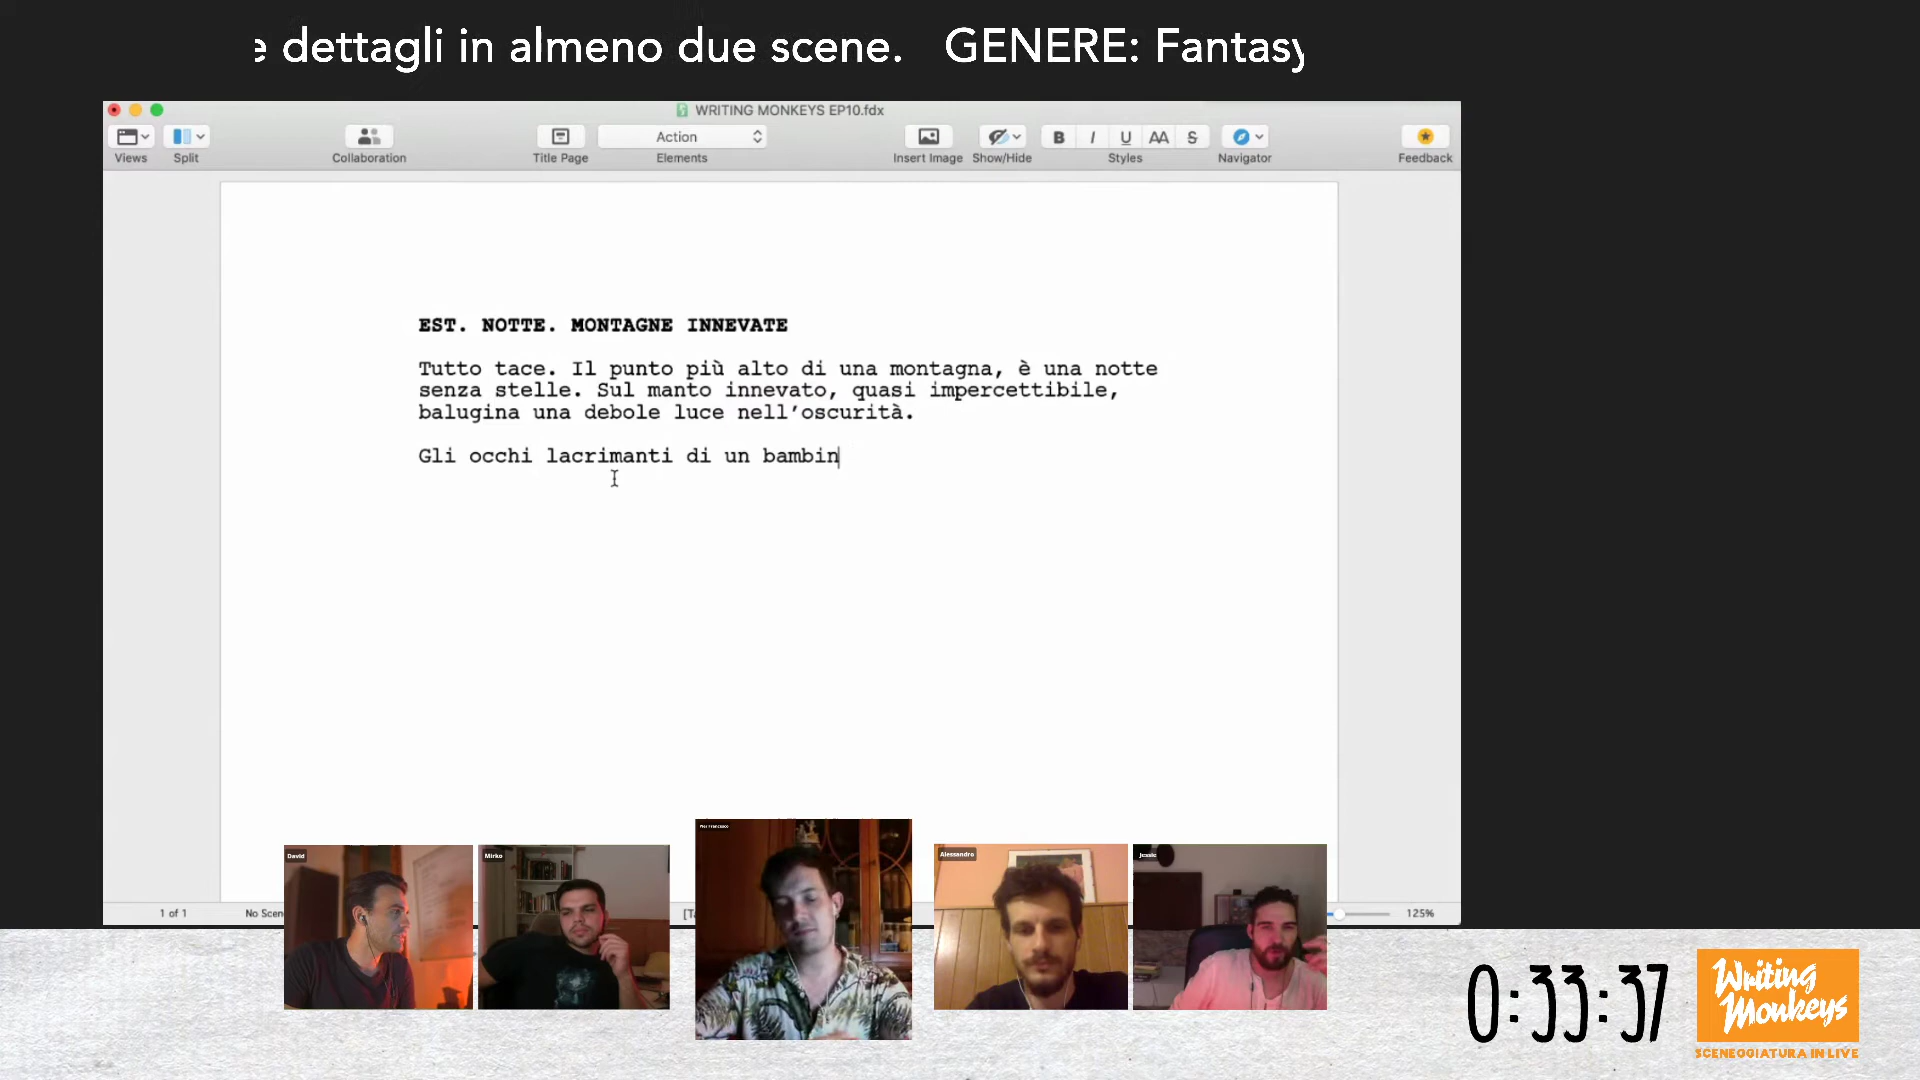 e dettagli in almeno due scene. GENERE: Fantasy
WRITING MONKEYS EP10.fdx
Action
B I U AA S
Views
Split
Collaboration
Title Page
Elements
Insert Image
Show/Hide
Styles
Navigator
Feedback
EST. NOTTE. MONTAGNE INNEVATE
Tutto tace. Il punto più alto di una montagna, è una notte
senza stelle. Sul manto innevato, quasi impercettibile,
balugina una debole luce nell'oscurità.
Gli occhi lacrimanti di un bambin
David
Mirko
Pier Francesco
Alessandro
Jessie
1 of 1
No Scen
[Ta
125%
0:33:37
Writing
Monkeys
SCENEGGIATURA IN LIVE